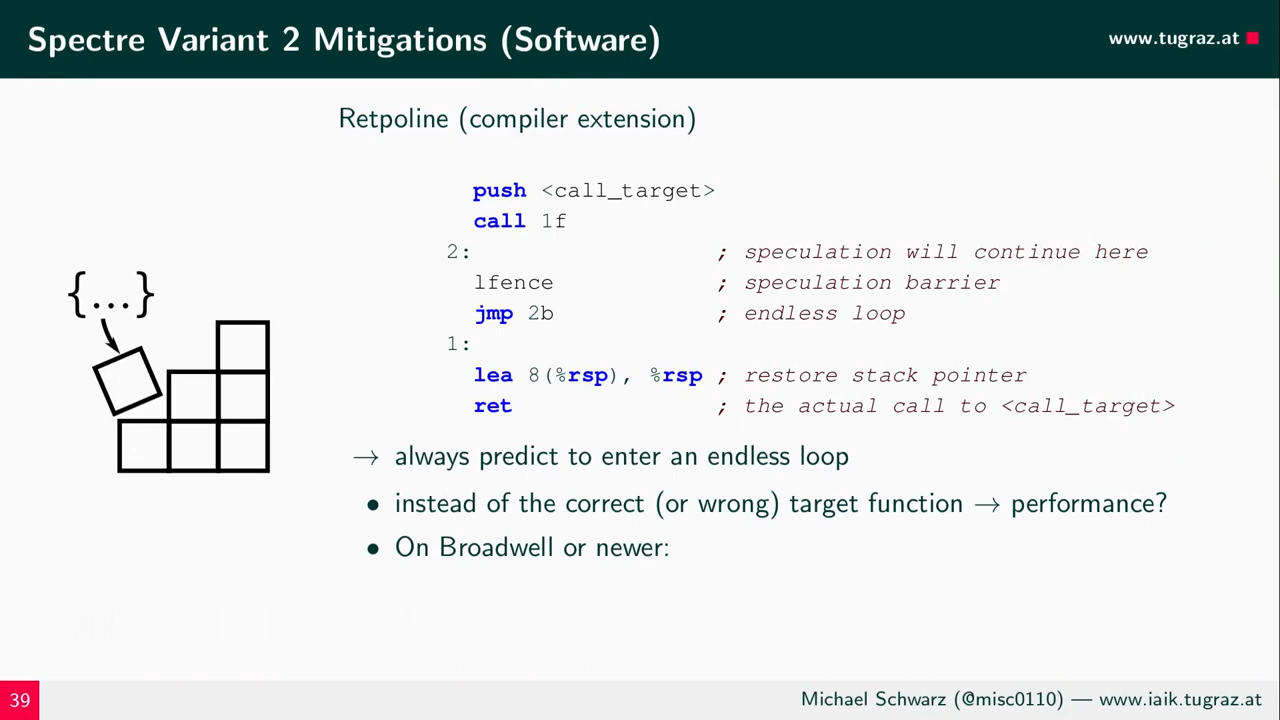 Spectre Variant 2 Mitigations (Software)
www.tugraz.at
Retpoline (compiler extension)
push <call_target>
call 1f
2: ; speculation will continue here
lfence ; speculation barrier
jmp 2b ; endless loop
1:
lea 8(%rsp), %rsp ; restore stack pointer
ret ; the actual call to <call_target>
{...}
→ always predict to enter an endless loop
• instead of the correct (or wrong) target function → performance?
• On Broadwell or newer:
39
Michael Schwarz (@misc0110) — www.iaik.tugraz.at